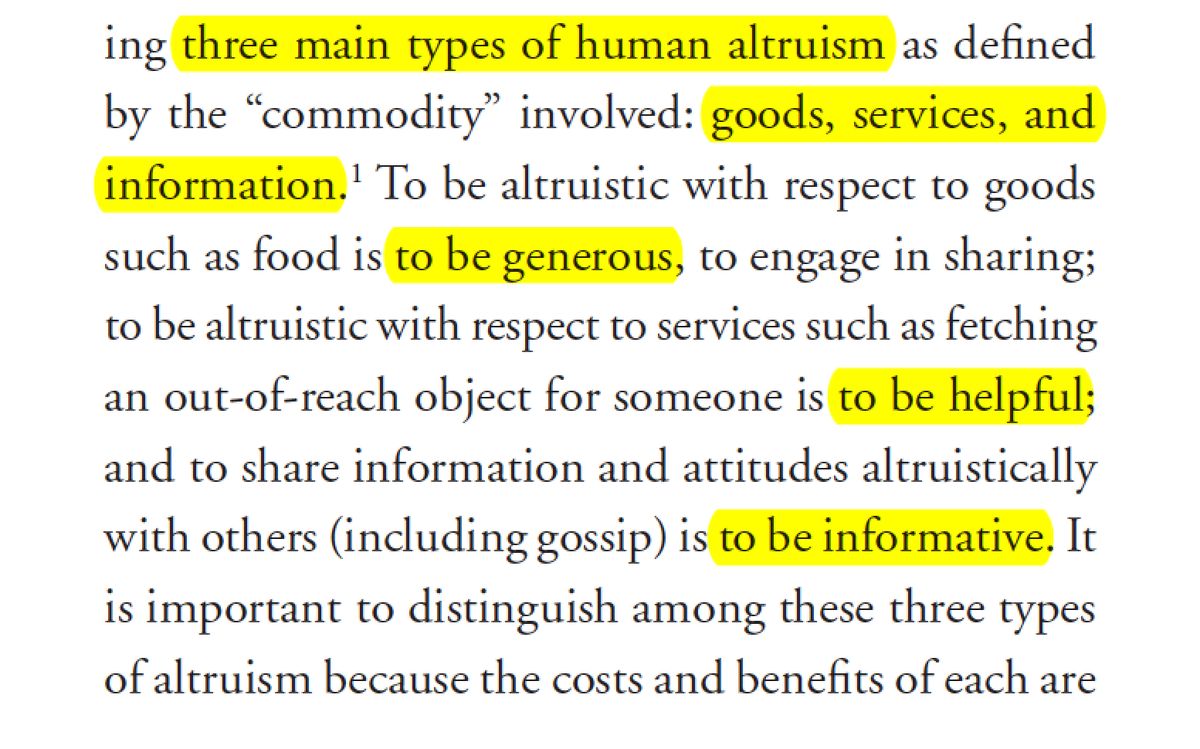 ing three main types of human altruism as defined
by the “commodity” involved: goods, services, and
information.¹ To be altruistic with respect to goods
such as food is to be generous, to engage in sharing;
to be altruistic with respect to services such as fetching
an out-of-reach object for someone is to be helpful;
and to share information and attitudes altruistically
with others (including gossip) is to be informative. It
is important to distinguish among these three types
of altruism because the costs and benefits of each are